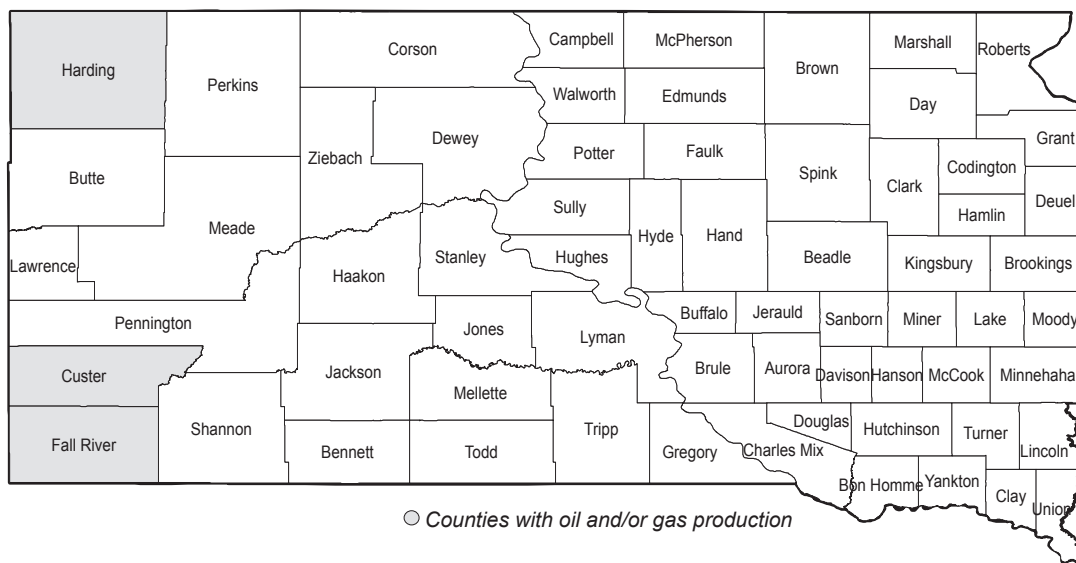 Harding
Perkins
Corson
Campbell
McPherson
Brown
Marshall
Roberts
Walworth
Edmunds
Day
Dewey
Ziebach
Potter
Faulk
Spink
Grant
Codington
Butte
Clark
Deuel
Hamlin
Meade
Sully
Hyde
Hand
Lawrence
Haakon
Stanley
Hughes
Beadle
Kingsbury
Brookings
Pennington
Jones
Lyman
Buffalo
Jerauld
Sanborn
Miner
Lake
Moody
Custer
Jackson
Mellette
Brule
Aurora
Davison
Hanson
McCook
Minnehaha
Fall River
Shannon
Bennett
Todd
Tripp
Gregory
Charles Mix
Douglas
Hutchinson
Turner
Lincoln
Bon Homme
Yankton
Clay
Union
Counties with oil and/or gas production